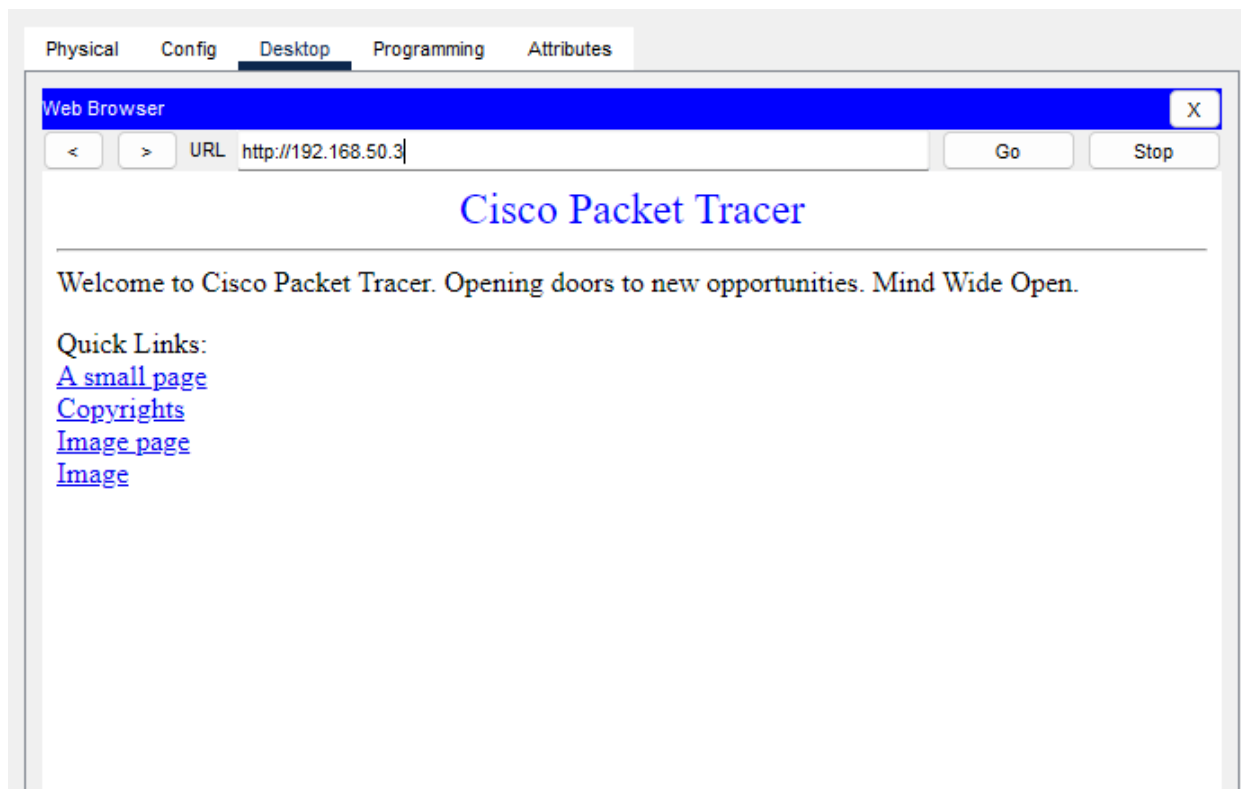 Physical Config Desktop Programming Attributes
Web Browser X
< > URL http://192.168.50.3 Go Stop
Cisco Packet Tracer
Welcome to Cisco Packet Tracer. Opening doors to new opportunities. Mind Wide Open.
Quick Links:
A small page
Copyrights
Image page
Image